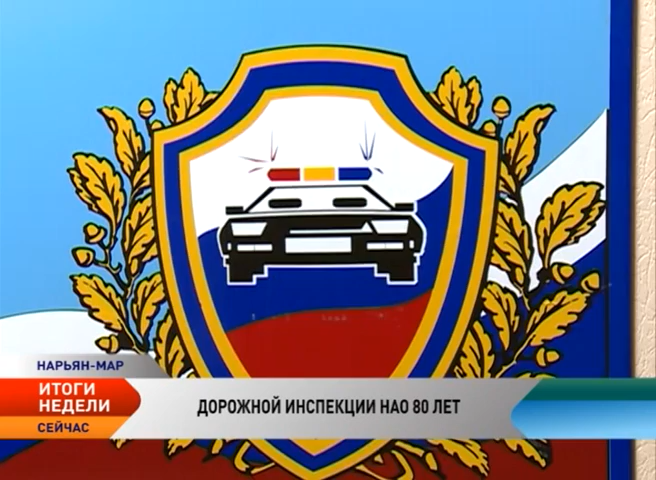 НАРЬЯН-МАР
ИТОГИ
НЕДЕЛИ
СЕЙЧАС
ДОРОЖНОЙ ИНСПЕКЦИИ НАО 80 ЛЕТ